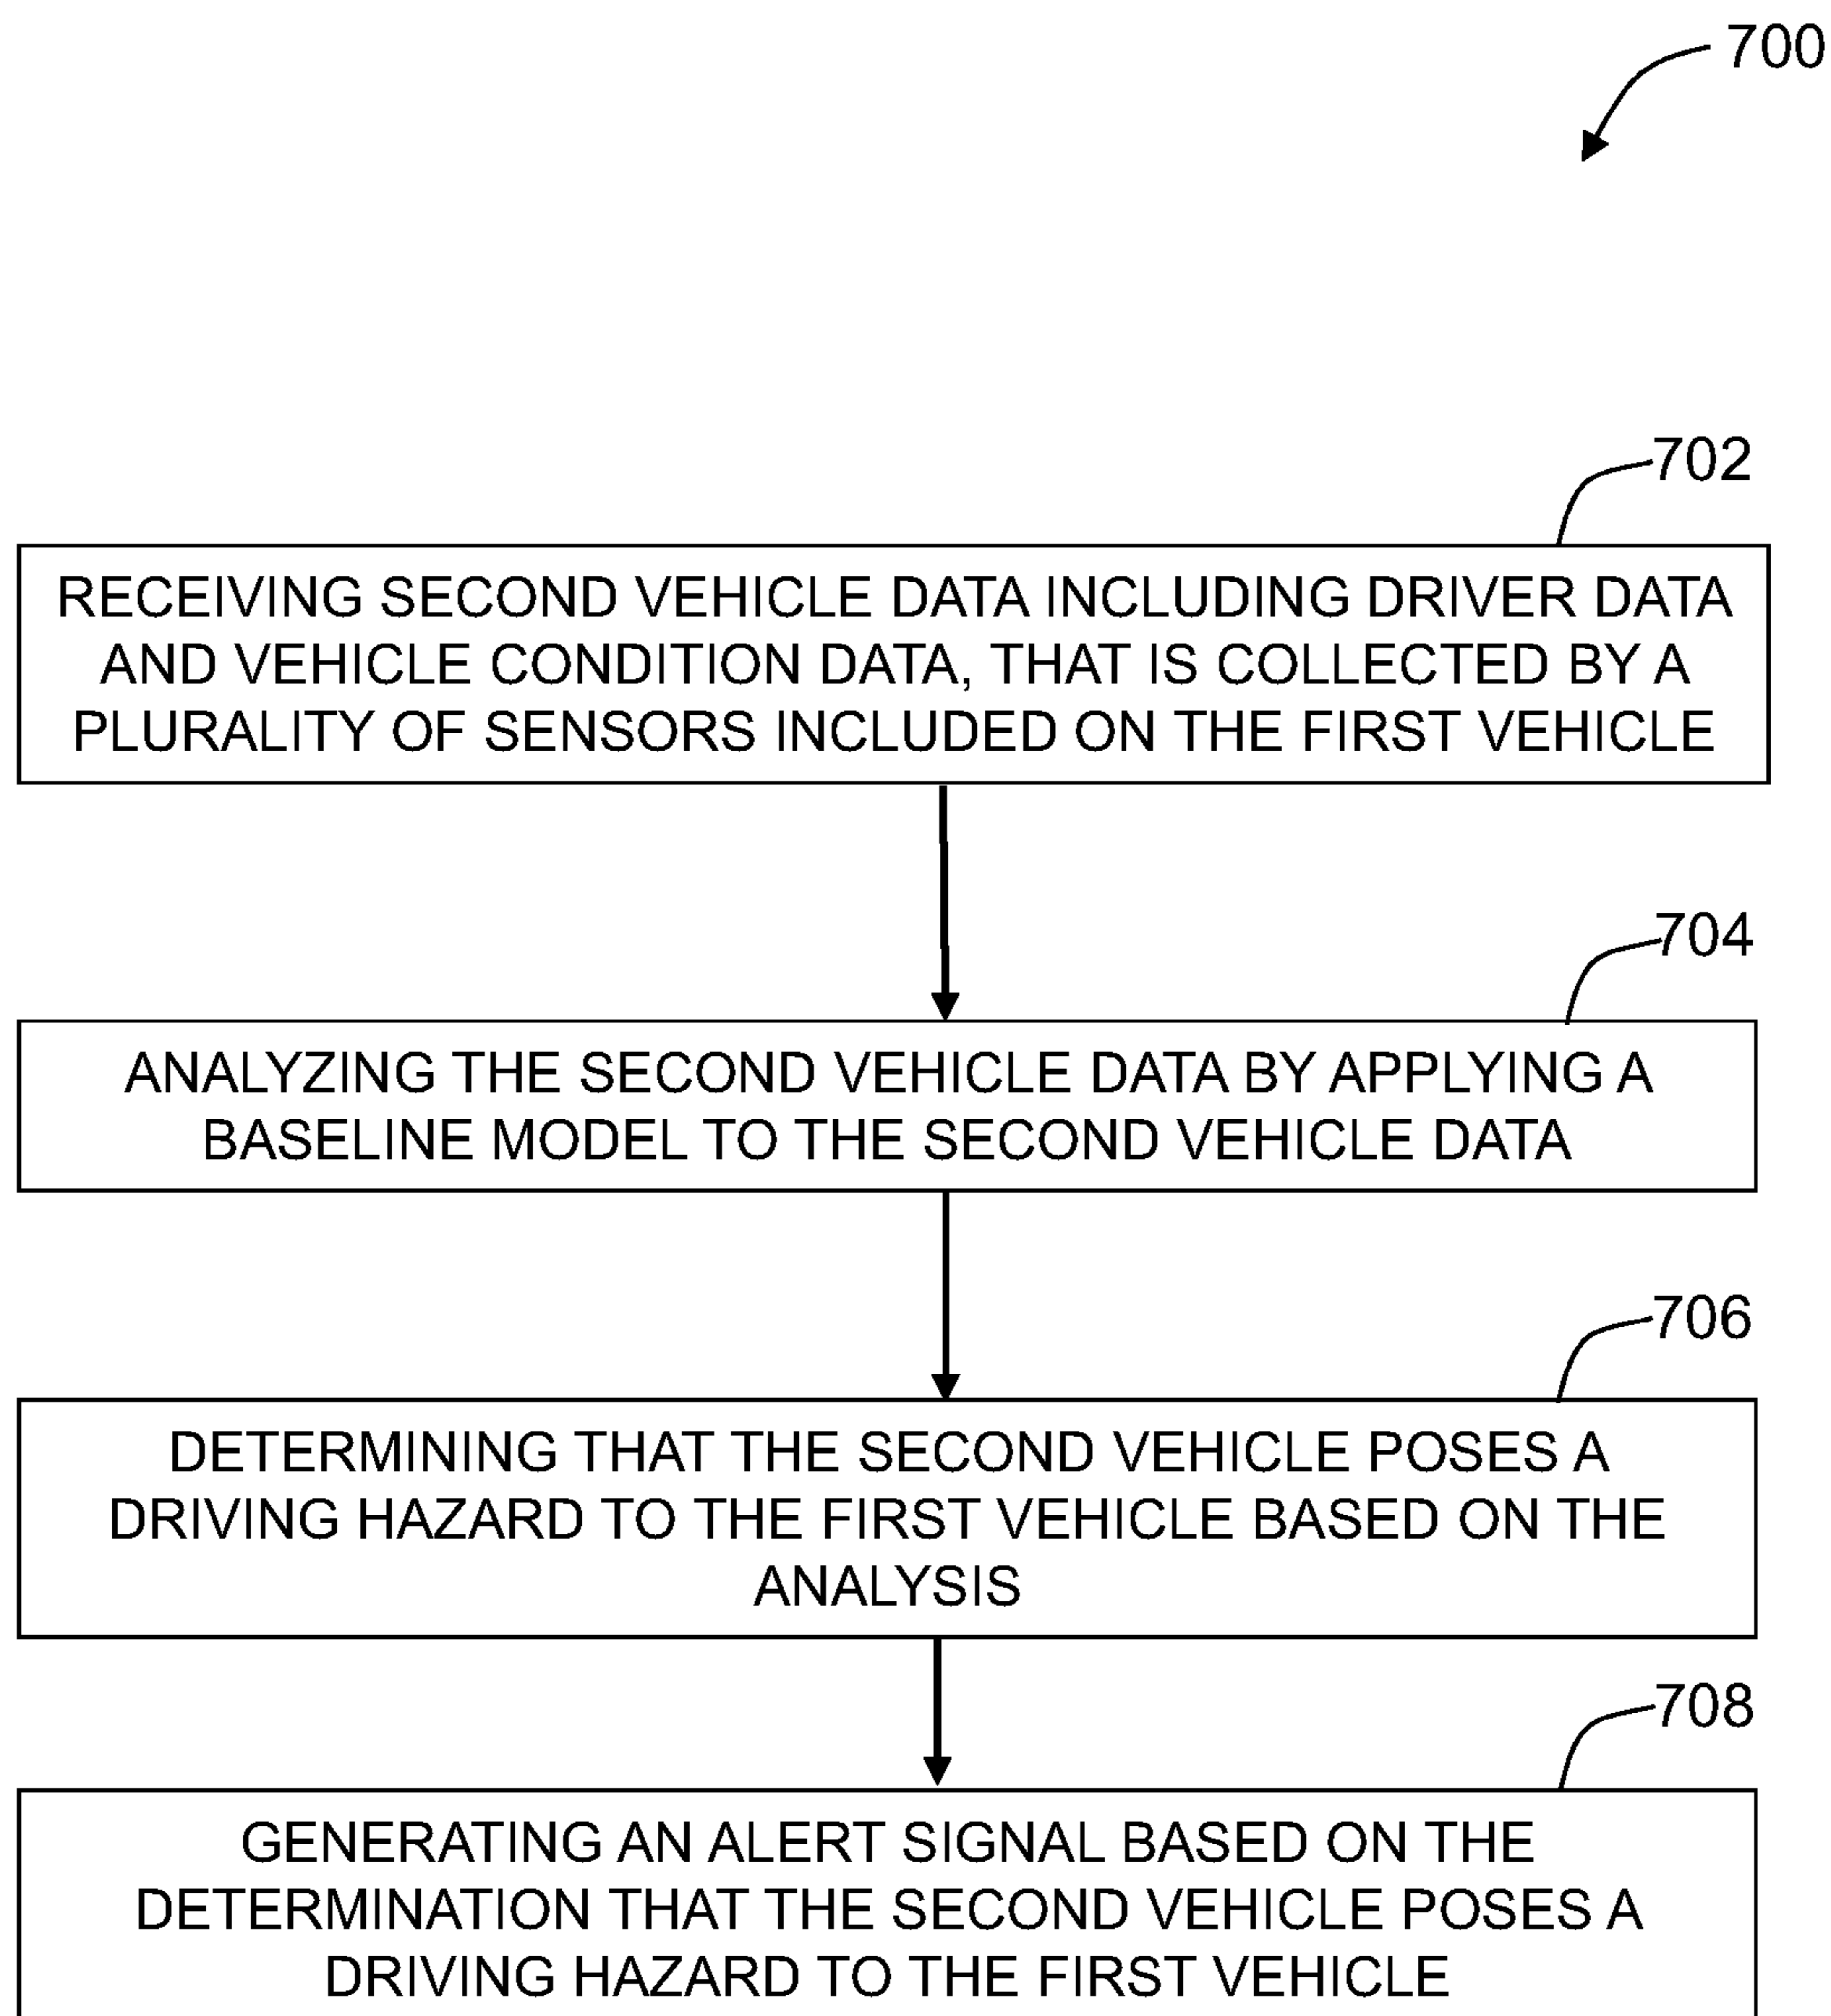 700
702
RECEIVING SECOND VEHICLE DATA INCLUDING DRIVER DATA
AND VEHICLE CONDITION DATA, THAT IS COLLECTED BY A
PLURALITY OF SENSORS INCLUDED ON THE FIRST VEHICLE
704
ANALYZING THE SECOND VEHICLE DATA BY APPLYING A
BASELINE MODEL TO THE SECOND VEHICLE DATA
706
DETERMINING THAT THE SECOND VEHICLE POSES A
DRIVING HAZARD TO THE FIRST VEHICLE BASED ON THE
ANALYSIS
708
GENERATING AN ALERT SIGNAL BASED ON THE
DETERMINATION THAT THE SECOND VEHICLE POSES A
DRIVING HAZARD TO THE FIRST VEHICLE